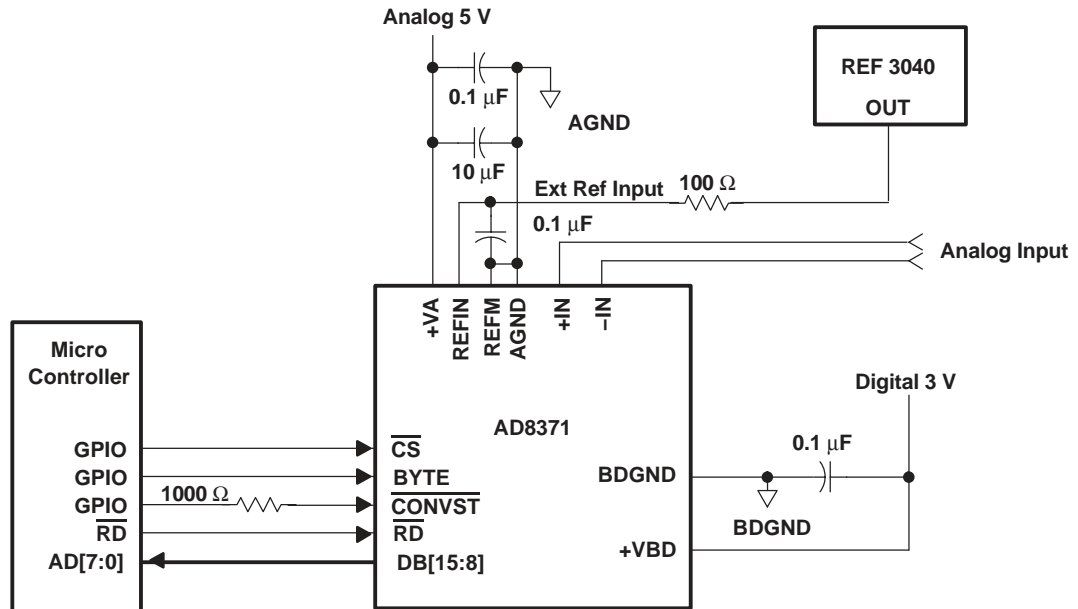 Analog 5 V
REF 3040
OUT
0.1 µF
AGND
10 µF
Ext Ref Input
100 Ω
0.1 µF
Analog Input
+VA
REFIN
REFM
AGND
+IN
−IN
Micro
Controller
Digital 3 V
AD8371
0.1 µF
GPIO
CS
GPIO
BYTE
BDGND
1000 Ω
GPIO
CONVST
RD
RD
BDGND
AD[7:0]
DB[15:8]
+VBD